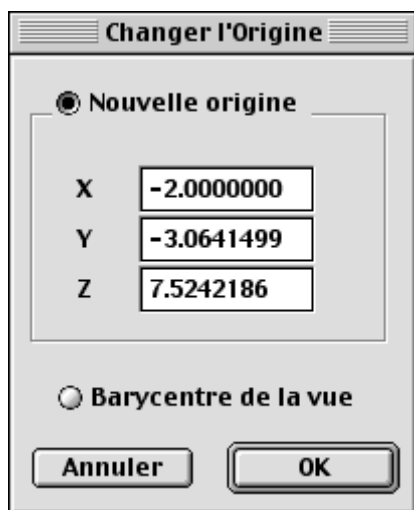 Changer l'Origine
Nouvelle origine
X -2.0000000
Y -3.0641499
Z 7.5242186
Barycentre de la vue
Annuler OK